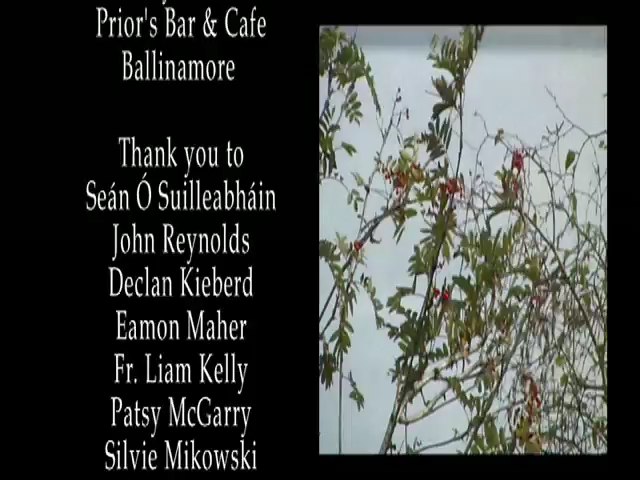 Prior's Bar & Cafe
Ballinamore
Thank you to
Seán Ó Suilleabháin
John Reynolds
Declan Kieberd
Eamon Maher
Fr. Liam Kelly
Patsy McGarry
Silvie Mikowski